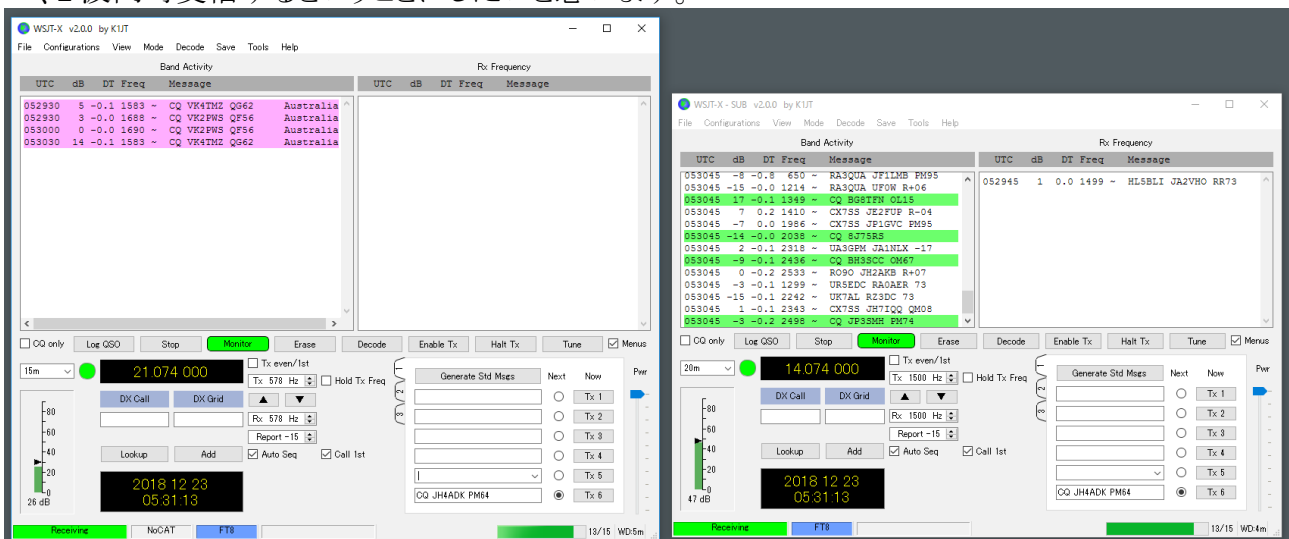 WSJT-X v2.0.0 by K1JT
File Configurations View Mode Decode Save Tools Help
Band Activity
UTC dB DT Freq Message
052930 5 -0.1 1583 ~ CQ VK4TMZ QG62 Australia
052930 3 -0.0 1688 ~ CQ VK2PWS QF56 Australia
053000 0 -0.0 1690 ~ CQ VK2PWS QF56 Australia
053030 14 -0.1 1583 ~ CQ VK4TMZ QG62 Australia
Rx Frequency
UTC dB DT Freq Message
CQ only Log QSO Stop Monitor Erase Decode Enable Tx Halt Tx Tune Menus
15m 21.074 000
Tx even/1st
Tx 578 Hz Hold Tx Freq
DX Call DX Grid
Rx 578 Hz
Report -15
Lookup Add Auto Seq Call 1st
2018 12 23
05:31:13
-80
-60
-40
-20
-0
26 dB
1
2
3
Generate Std Msgs Next Now Pwr
Tx 1
Tx 2
Tx 3
Tx 4
Tx 5
CQ JH4ADK PM64 Tx 6
Receiving NoCAT FT8 13/15 WD:5m
WSJT-X - SUB v2.0.0 by K1JT
File Configurations View Mode Decode Save Tools Help
Band Activity
UTC dB DT Freq Message
053045 -8 -0.8 650 ~ RA3QUA JF1LMB PM95
053045 -15 -0.0 1214 ~ RA3QUA UF0W R+06
053045 17 -0.1 1349 ~ CQ BG8TFN OL15
053045 7 0.2 1410 ~ CX7SS JE2FUP R-04
053045 -7 0.0 1986 ~ CX7SS JP1GVC PM95
053045 -14 -0.0 2038 ~ CQ 8J75RS
053045 2 -0.1 2318 ~ UA3GPM JA1NLX -17
053045 -9 -0.1 2436 ~ CQ BH3SCC OM67
053045 0 -0.2 2533 ~ RO9O JH2AKB R+07
053045 -3 -0.1 1299 ~ UR5EDC RA0AER 73
053045 -15 -0.1 2242 ~ UK7AL RZ3DC 73
053045 1 -0.1 2343 ~ CX7SS JH7IQQ QM08
053045 -3 -0.2 2498 ~ CQ JP3SMH PM74
Rx Frequency
UTC dB DT Freq Message
052945 1 0.0 1499 ~ HL5BLI JA2VHO RR73
CQ only Log QSO Stop Monitor Erase Decode Enable Tx Halt Tx Tune Menus
20m 14.074 000
Tx even/1st
Tx 1500 Hz Hold Tx Freq
DX Call DX Grid
Rx 1500 Hz
Report -15
Lookup Add Auto Seq Call 1st
2018 12 23
05:31:13
-80
-60
-40
-20
-0
47 dB
1
2
3
Generate Std Msgs Next Now Pwr
Tx 1
Tx 2
Tx 3
Tx 4
Tx 5
CQ JH4ADK PM64 Tx 6
Receiving FT8 13/15 WD:4m